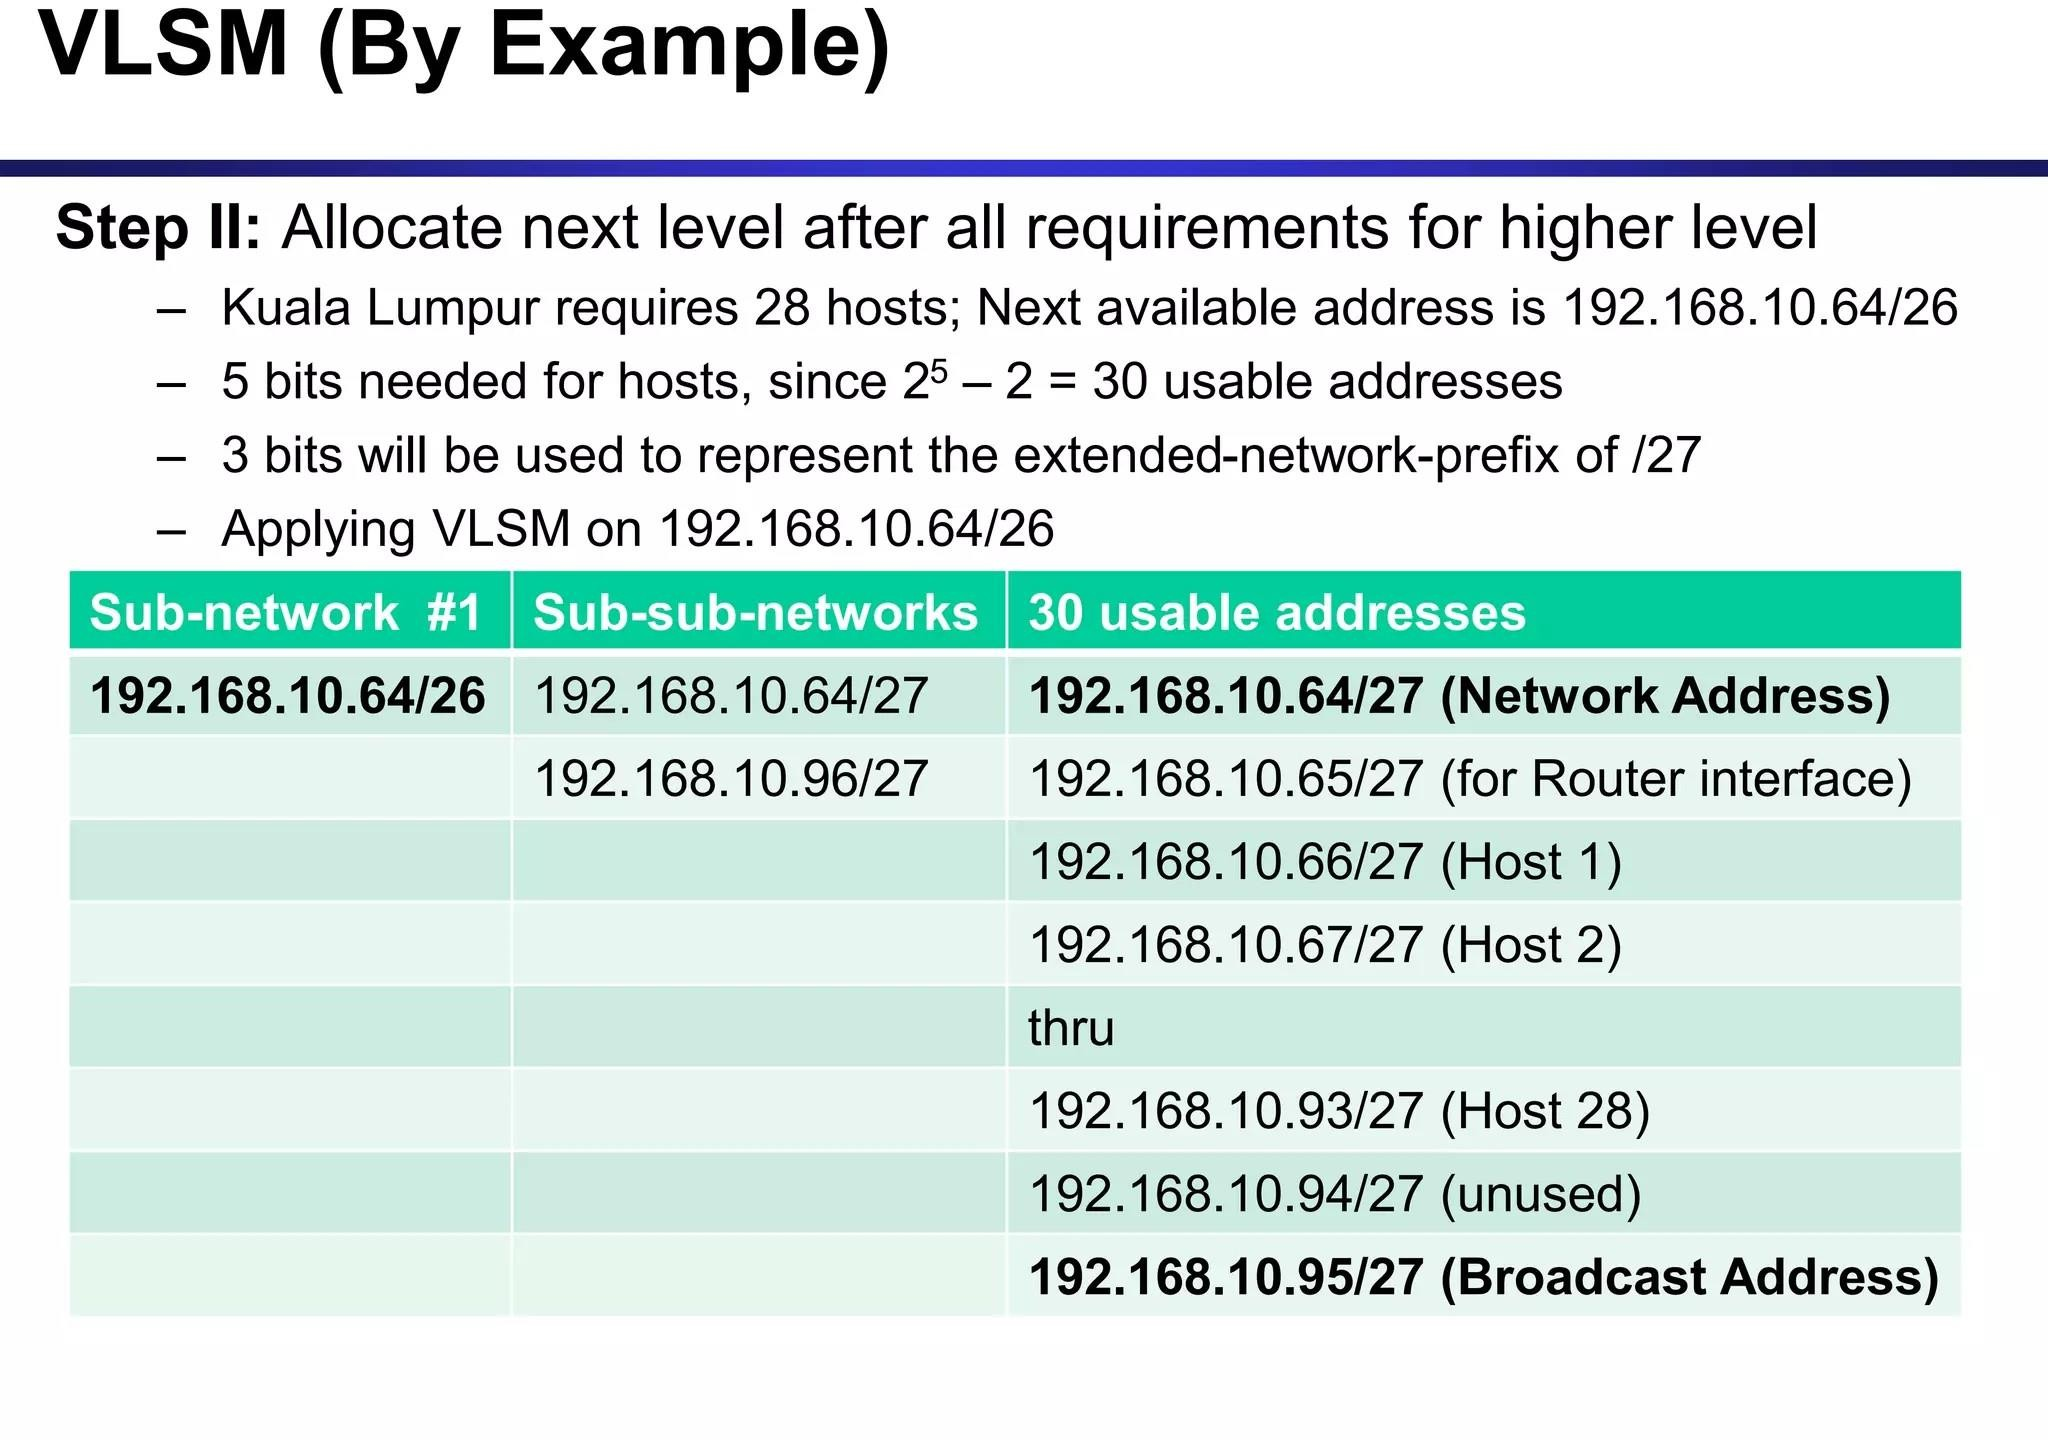 VLSM (By Example)
Step II: Allocate next level after all requirements for higher level
– Kuala Lumpur requires 28 hosts; Next available address is 192.168.10.64/26
– 5 bits needed for hosts, since 2⁵ – 2 = 30 usable addresses
– 3 bits will be used to represent the extended-network-prefix of /27
– Applying VLSM on 192.168.10.64/26
Sub-network #1 Sub-sub-networks 30 usable addresses
192.168.10.64/26 192.168.10.64/27 192.168.10.64/27 (Network Address)
192.168.10.96/27 192.168.10.65/27 (for Router interface)
192.168.10.66/27 (Host 1)
192.168.10.67/27 (Host 2)
thru
192.168.10.93/27 (Host 28)
192.168.10.94/27 (unused)
192.168.10.95/27 (Broadcast Address)